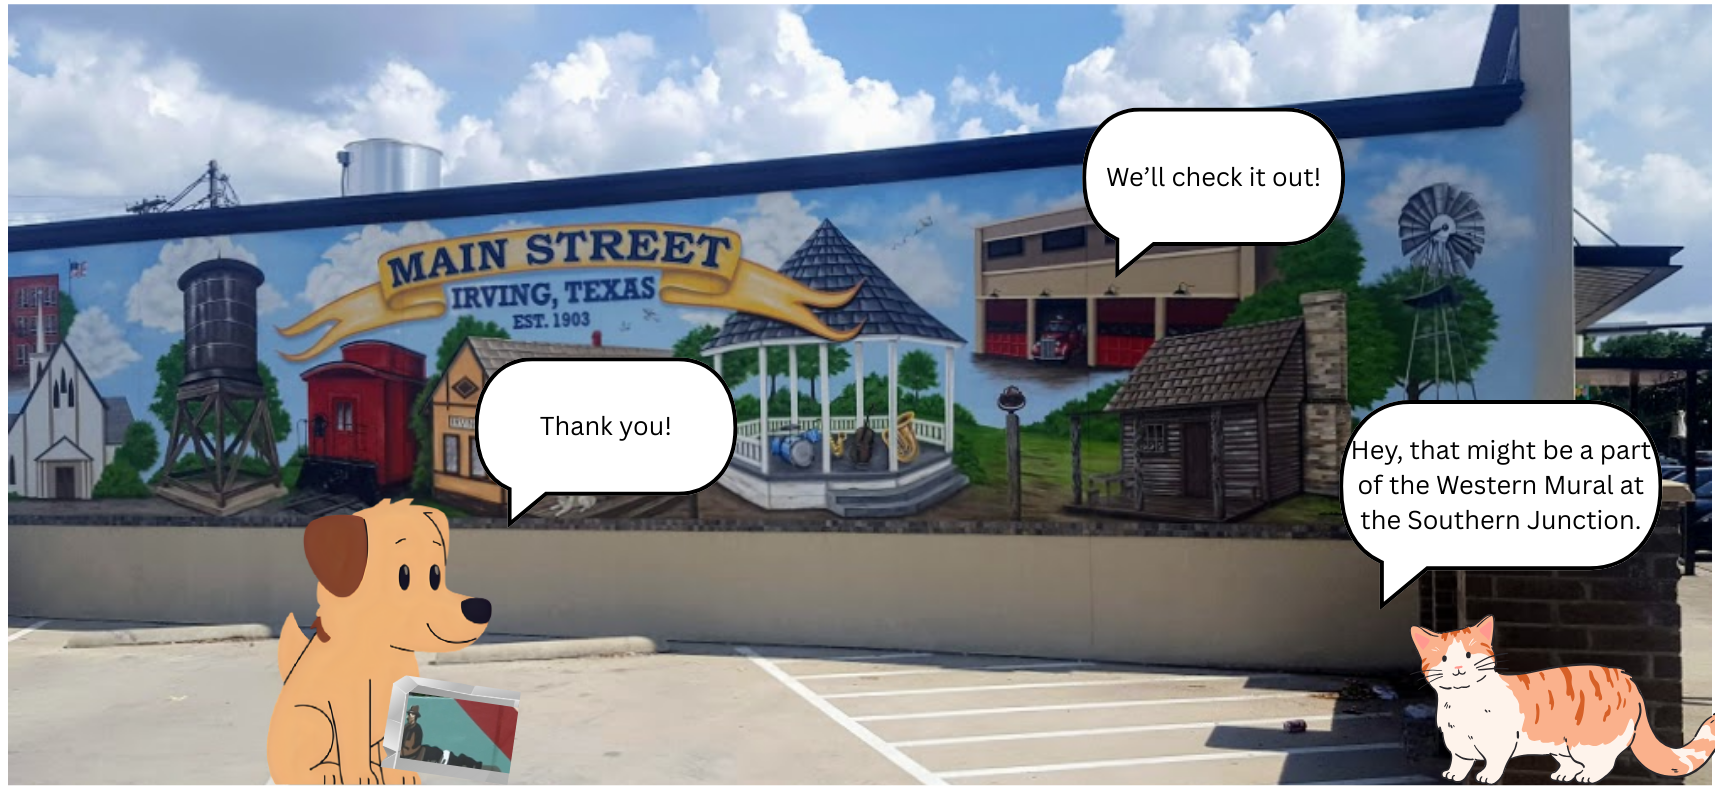 We’ll check it out!
MAIN STREET
IRVING, TEXAS
EST. 1903
Thank you!
Hey, that might be a part
of the Western Mural at
the Southern Junction.